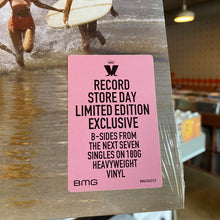 RECORD
STORE DAY
LIMITED EDITION
EXCLUSIVE
B-SIDES FROM
THE NEXT SEVEN
SINGLES ON 180G
HEAVYWEIGHT
VINYL
BMG